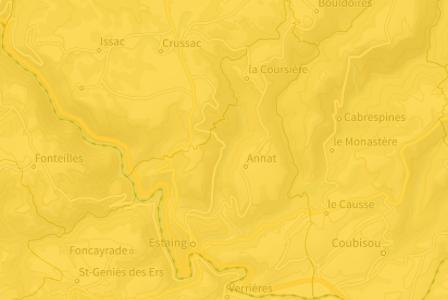 Bouldoires
Issac
Crussac
la Coursière
Cabrespines
le Monastère
Fonteilles
Annat
le Causse
Estaing
Coubisou
Foncayrade
St-Geniès des Ers
Verrières